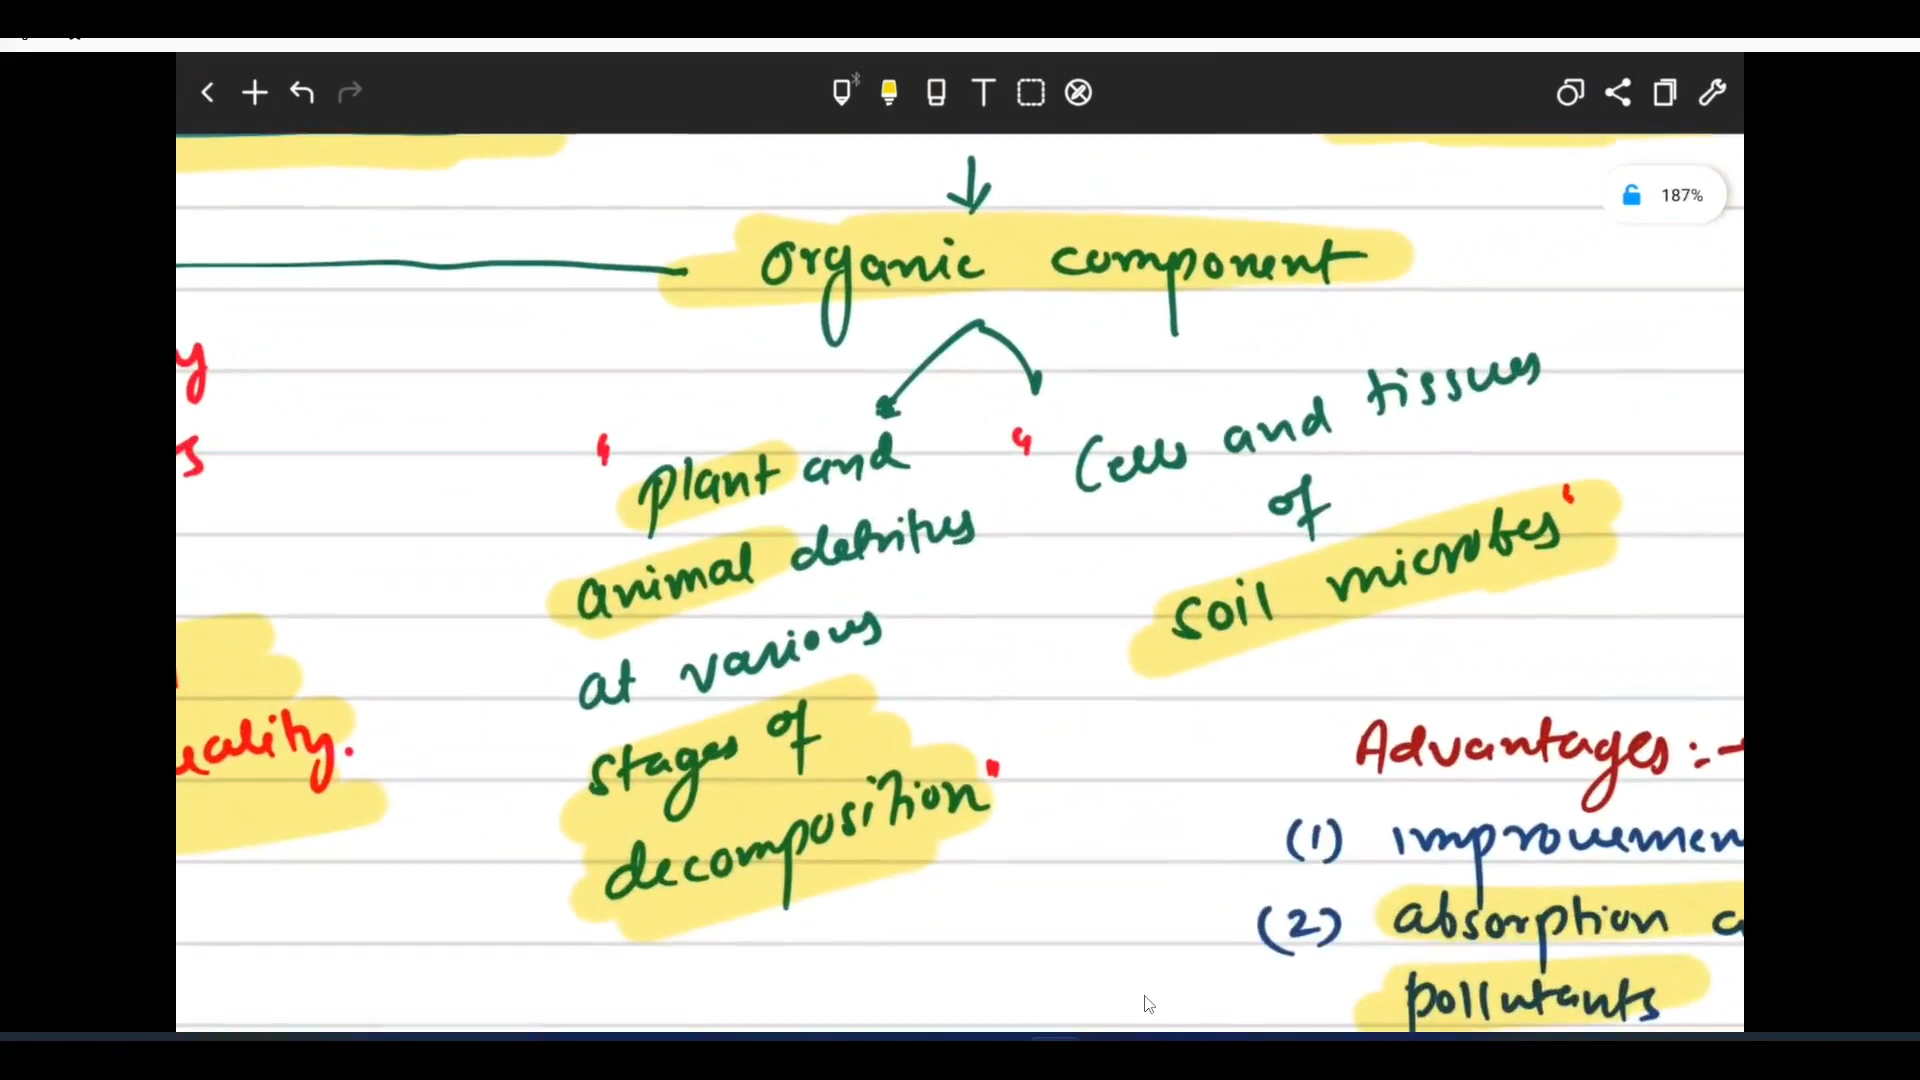 187%
organic component
plant and
animal detritus
at various
stages of
decomposition"
Cells and tissues
of
soil microbes"
Advantages:-
(1) improvemen
(2) absorption
pollutants
eality.